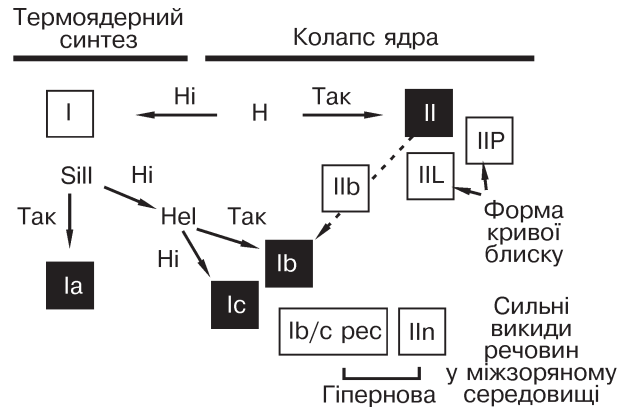 Термоядерний
синтез
Колапс ядра
I
Ні
H
Так
II
IIP
SiII
Ні
IIb
IIL
Так
HeI
Так
Форма
кривої
блиску
Ia
Ні
Ib
Ic
Ib/c pec
IIn
Гіпернова
Сильні
викиди
речовин
у міжзоряному
середовищі